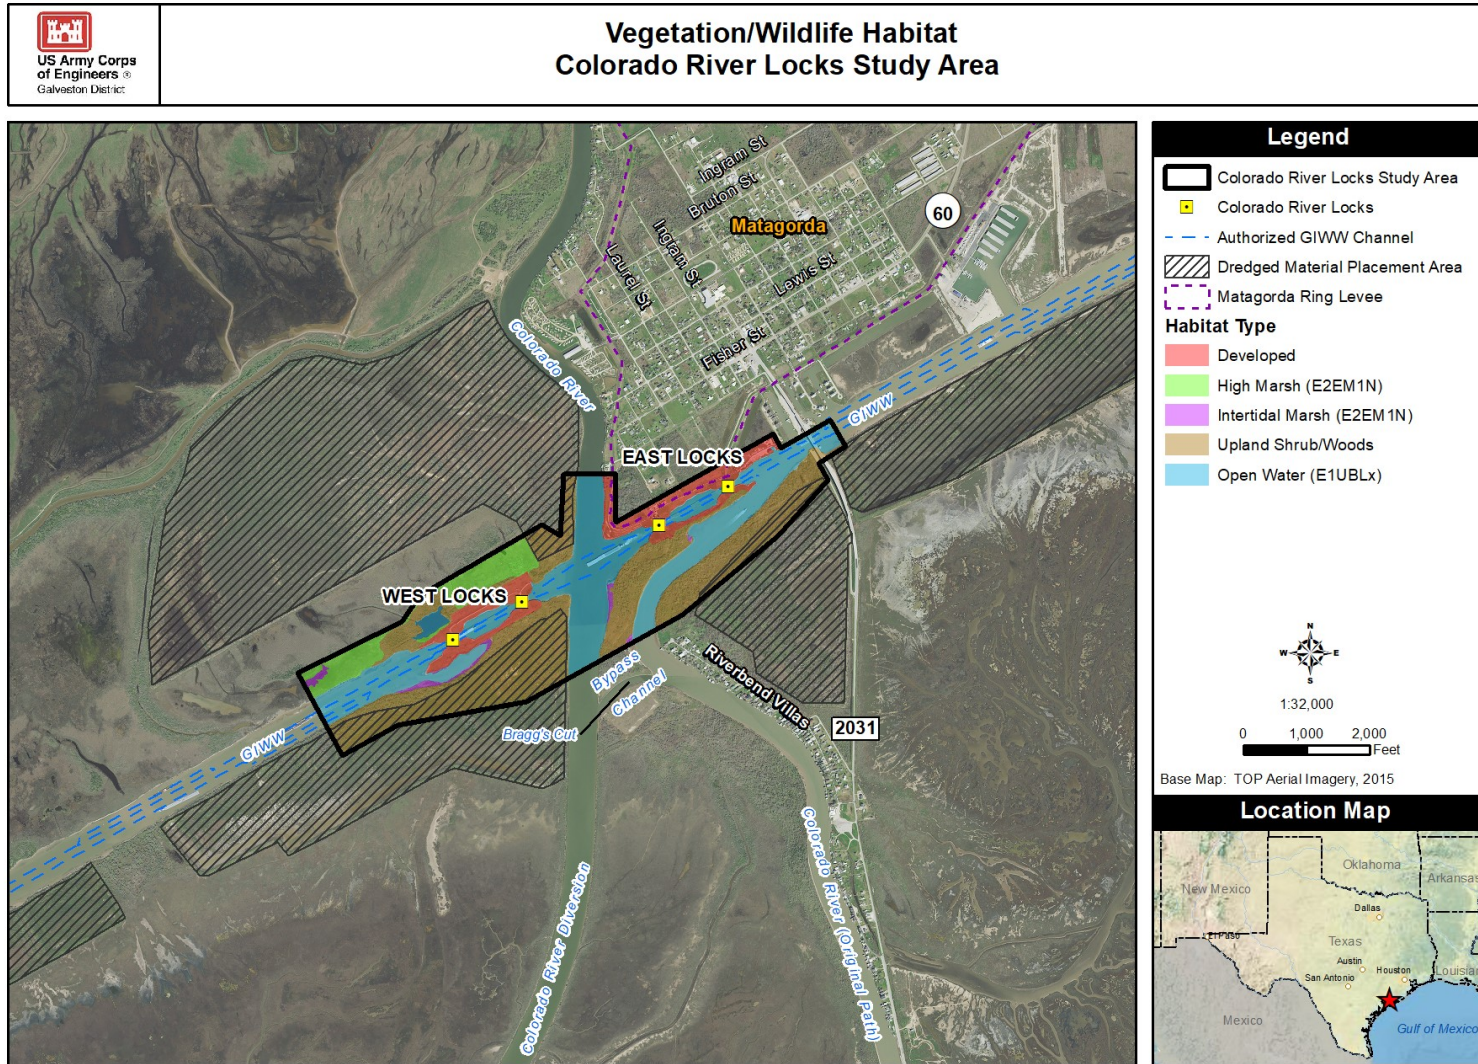 US Army Corps
of Engineers ®
Galveston District
Vegetation/Wildlife Habitat
Colorado River Locks Study Area
Ingram St
Bruton St
Matagorda
60
Ingram St
Laurel St
Lewis St
Fisher St
Colorado River
GIWW
EAST LOCKS
WEST LOCKS
Bypass
Channel
Riverbend Villas
Bragg's Cut
2031
GIWW
Colorado River Diversion
Colorado River (Original Path)
Legend
Colorado River Locks Study Area
Colorado River Locks
Authorized GIWW Channel
Dredged Material Placement Area
Matagorda Ring Levee
Habitat Type
Developed
High Marsh (E2EM1N)
Intertidal Marsh (E2EM1N)
Upland Shrub/Woods
Open Water (E1UBLx)
N
W E
S
1:32,000
0 1,000 2,000
Feet
Base Map: TOP Aerial Imagery, 2015
Location Map
Oklahoma
Arkansas
New Mexico
Dallas
El Paso
Texas
Austin
San Antonio
Houston
Louisia
Mexico
Gulf of Mexico